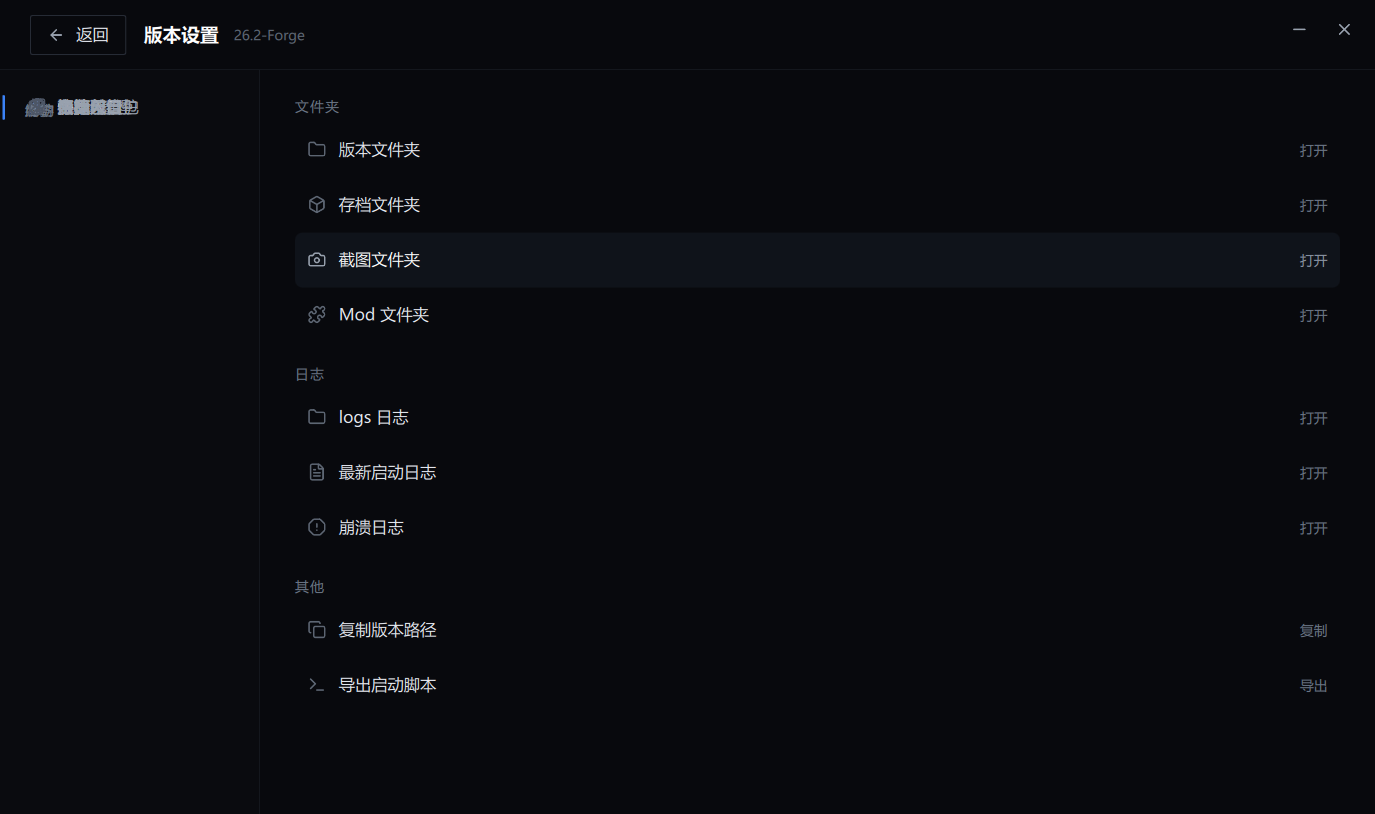 返回 版本设置 26.2-Forge
文件夹
版本文件夹 打开
存档文件夹 打开
截图文件夹 打开
Mod 文件夹 打开
日志
logs 日志 打开
最新启动日志 打开
崩溃日志 打开
其他
复制版本路径 复制
导出启动脚本 导出